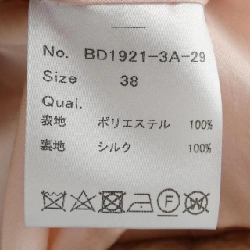 No. BD1921-3A-29
Size 38
Qual.
表地 ポリエステル 100%
裏地 シルク 100%